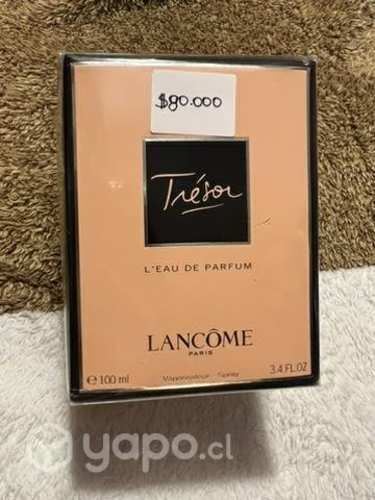 $80.000
Trésor
L'EAU DE PARFUM
LANCÔME
PARIS
e 100 ml
Vaporisateur - Spray
3.4 FL.OZ
yapo.cl